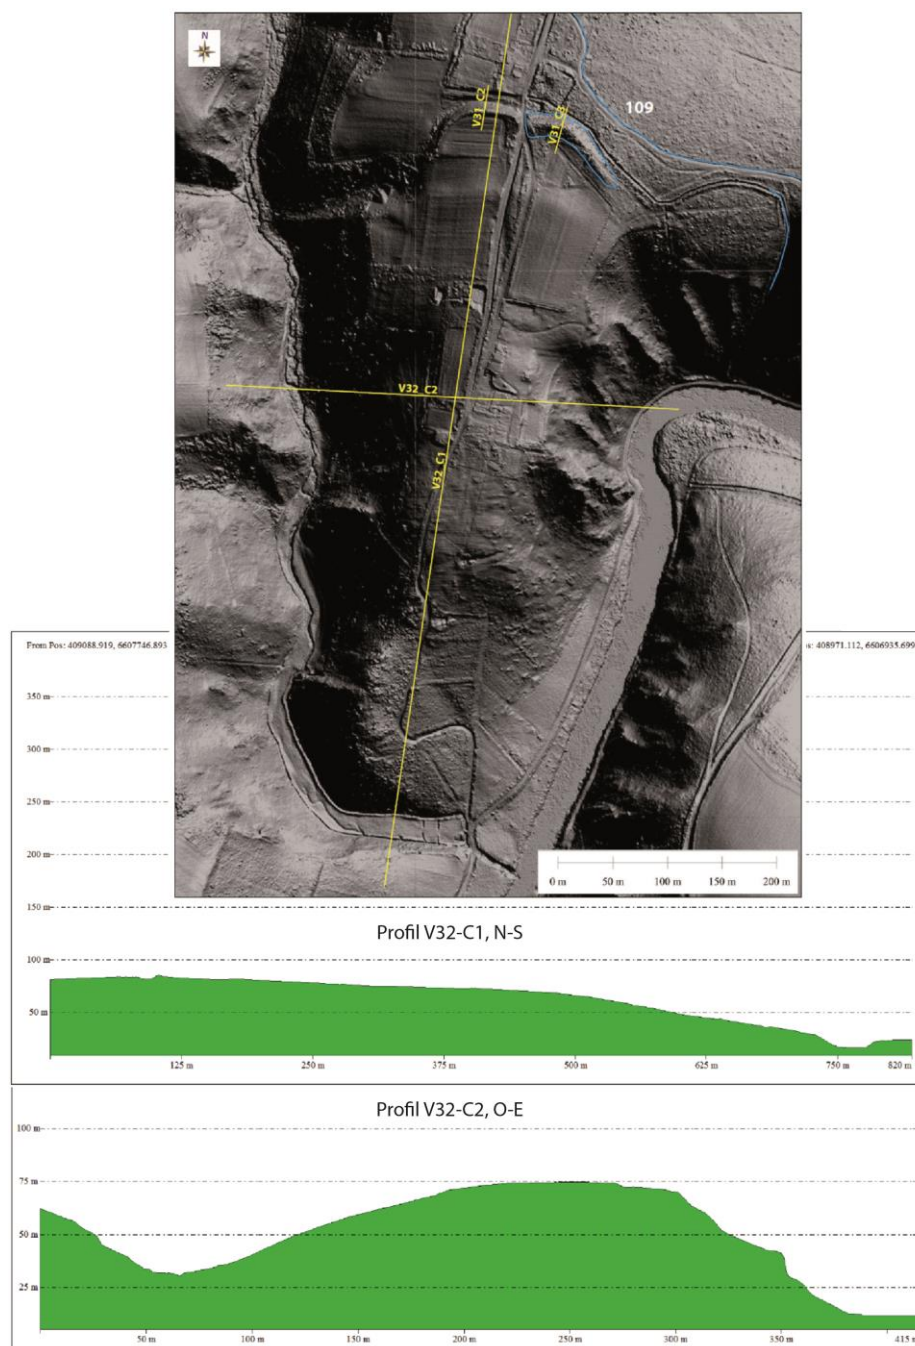 N
109
V31 C2
V31 C3
V32 C2
V32 C1
0 m 50 m 100 m 150 m 200 m
From Pos: 409088.919, 6607746.893
s: 408971.112, 6606935.699
350 m
300 m
250 m
200 m
150 m
Profil V32-C1, N-S
100 m
50 m
125 m 250 m 375 m 500 m 625 m 750 m 820 m
Profil V32-C2, O-E
100 m
75 m
50 m
25 m
50 m 100 m 150 m 200 m 250 m 300 m 350 m 415 m